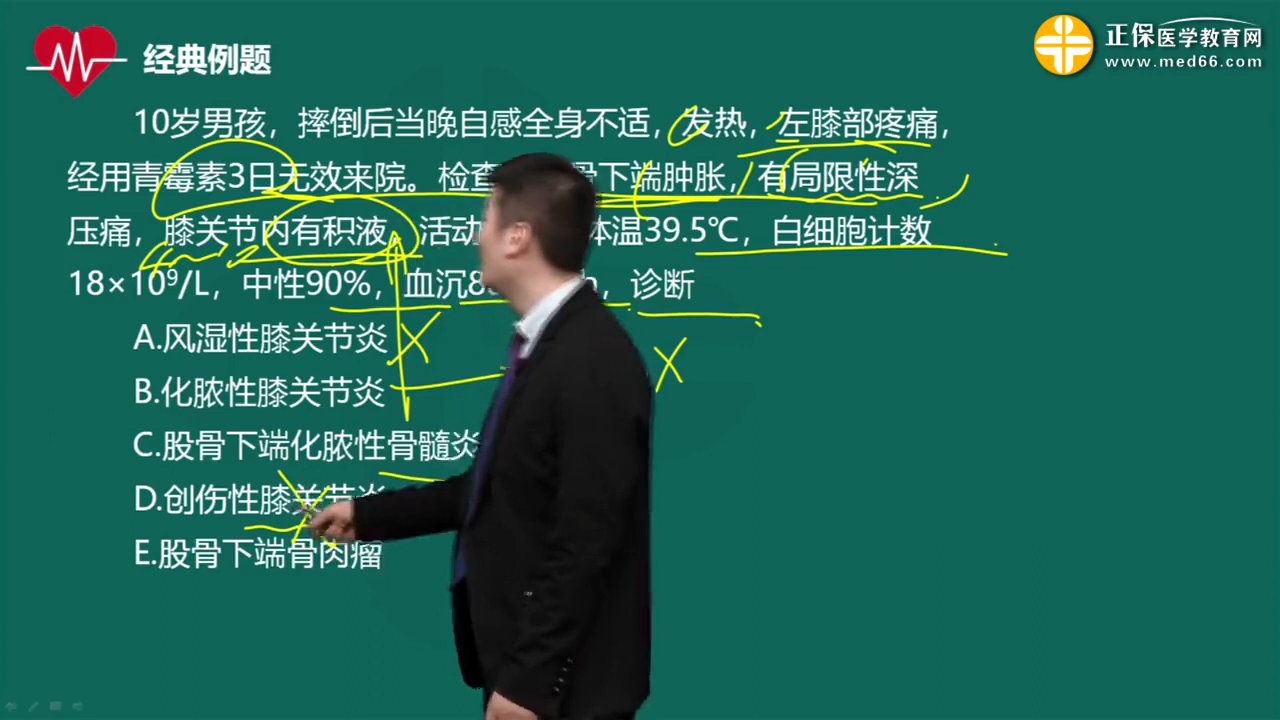 经典例题
正保医学教育网
www.med66.com
10岁男孩，摔倒后当晚自感全身不适，发热，左膝部疼痛，
经用青霉素3日无效来院。检查 骨下端肿胀，有局限性深
压痛，膝关节内有积液，活动 体温39.5℃，白细胞计数
18×10⁹/L，中性90%，血沉8 h，诊断
A.风湿性膝关节炎
B.化脓性膝关节炎
C.股骨下端化脓性骨髓炎
D.创伤性膝关节炎
E.股骨下端骨肉瘤